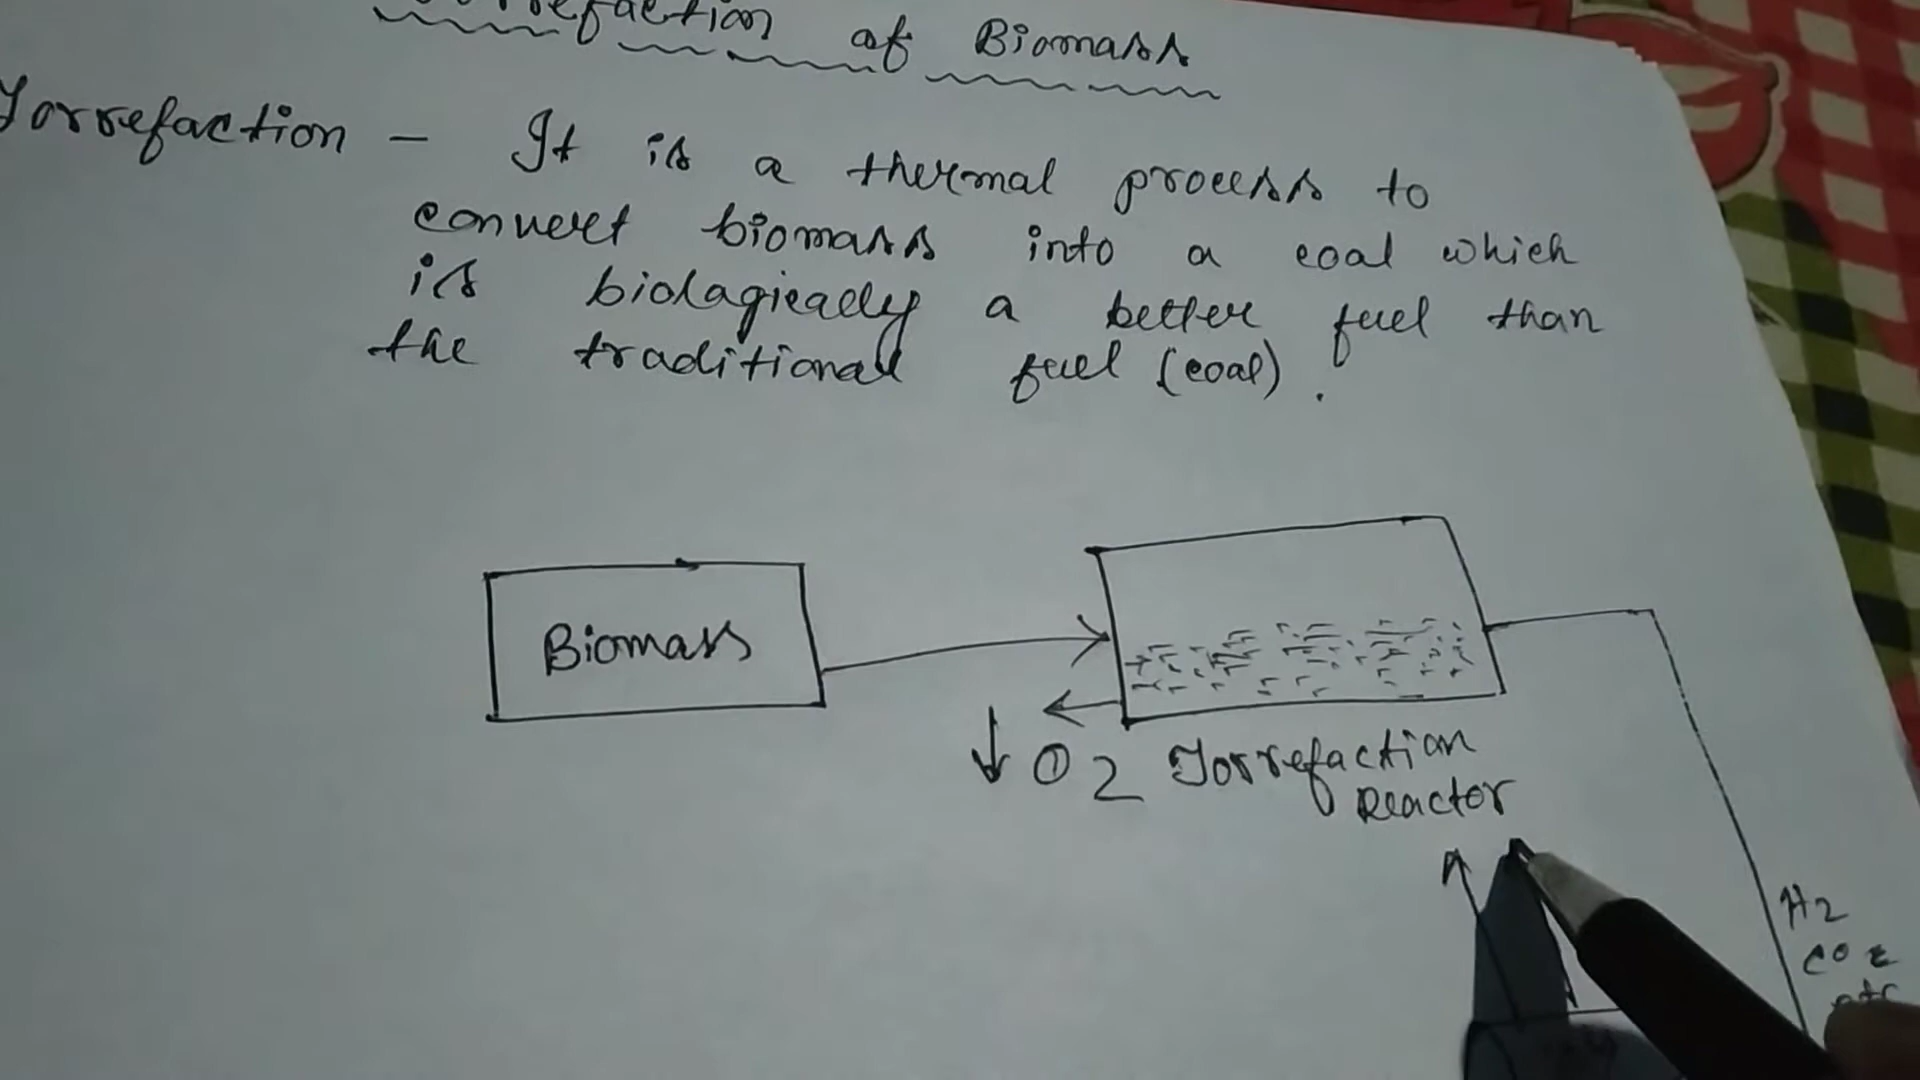 of Biomass
Torrefaction - It is a thermal process to
convert biomass into a coal which
is biologically a better fuel than
the traditional fuel (coal).
Biomass
↓ O2 Torrefaction
Reactor
H2
CO2
etc